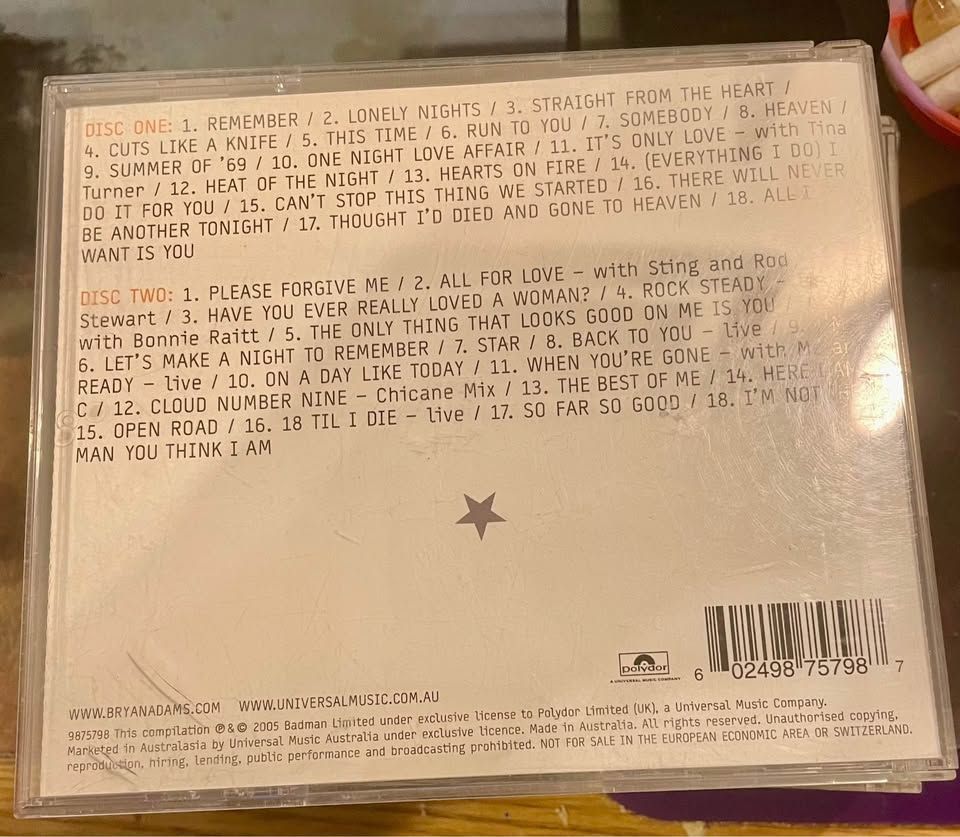 DISC ONE: 1. REMEMBER / 2. LONELY NIGHTS / 3. STRAIGHT FROM THE HEART /
4. CUTS LIKE A KNIFE / 5. THIS TIME / 6. RUN TO YOU / 7. SOMEBODY / 8. HEAVEN /
9. SUMMER OF '69 / 10. ONE NIGHT LOVE AFFAIR / 11. IT'S ONLY LOVE – with Tina
Turner / 12. HEAT OF THE NIGHT / 13. HEARTS ON FIRE / 14. (EVERYTHING I DO) I
DO IT FOR YOU / 15. CAN'T STOP THIS THING WE STARTED / 16. THERE WILL NEVER
BE ANOTHER TONIGHT / 17. THOUGHT I'D DIED AND GONE TO HEAVEN / 18. ALL I
WANT IS YOU
DISC TWO: 1. PLEASE FORGIVE ME / 2. ALL FOR LOVE – with Sting and Rod
Stewart / 3. HAVE YOU EVER REALLY LOVED A WOMAN? / 4. ROCK STEADY –
with Bonnie Raitt / 5. THE ONLY THING THAT LOOKS GOOD ON ME IS YOU
6. LET'S MAKE A NIGHT TO REMEMBER / 7. STAR / 8. BACK TO YOU – live / 9.
READY – live / 10. ON A DAY LIKE TODAY / 11. WHEN YOU'RE GONE – with
C / 12. CLOUD NUMBER NINE – Chicane Mix / 13. THE BEST OF ME / 14. HERE
15. OPEN ROAD / 16. 18 TIL I DIE – live / 17. SO FAR SO GOOD / 18. I'M NOT
MAN YOU THINK I AM
Polydor
A UNIVERSAL MUSIC COMPANY
6 02498 75798 7
WWW.BRYANADAMS.COM WWW.UNIVERSALMUSIC.COM.AU
9875798 This compilation ℗ & © 2005 Badman Limited under exclusive license to Polydor Limited (UK), a Universal Music Company.
Marketed in Australasia by Universal Music Australia under exclusive licence. Made in Australia. All rights reserved. Unauthorised copying,
reproduction, hiring, lending, public performance and broadcasting prohibited. NOT FOR SALE IN THE EUROPEAN ECONOMIC AREA OR SWITZERLAND.